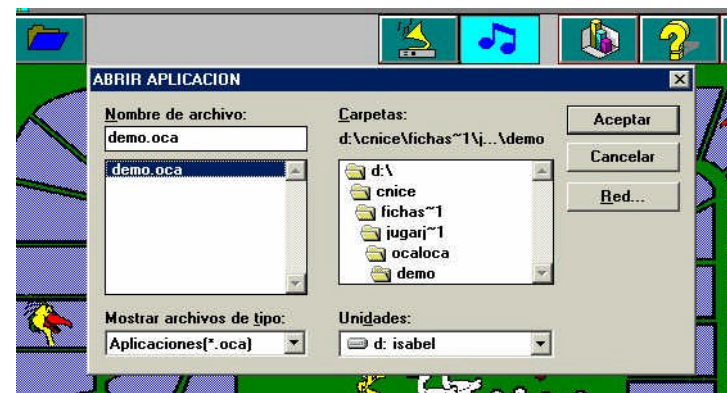 ABRIR APLICACION
Nombre de archivo:
demo.oca
demo.oca
Carpetas:
d:\cnice\fichas~1\j...\demo
d:\
cnice
fichas~1
jugarj~1
ocaloca
demo
Aceptar
Cancelar
Red...
Mostrar archivos de tipo:
Aplicaciones(*.oca)
Unidades:
d: isabel